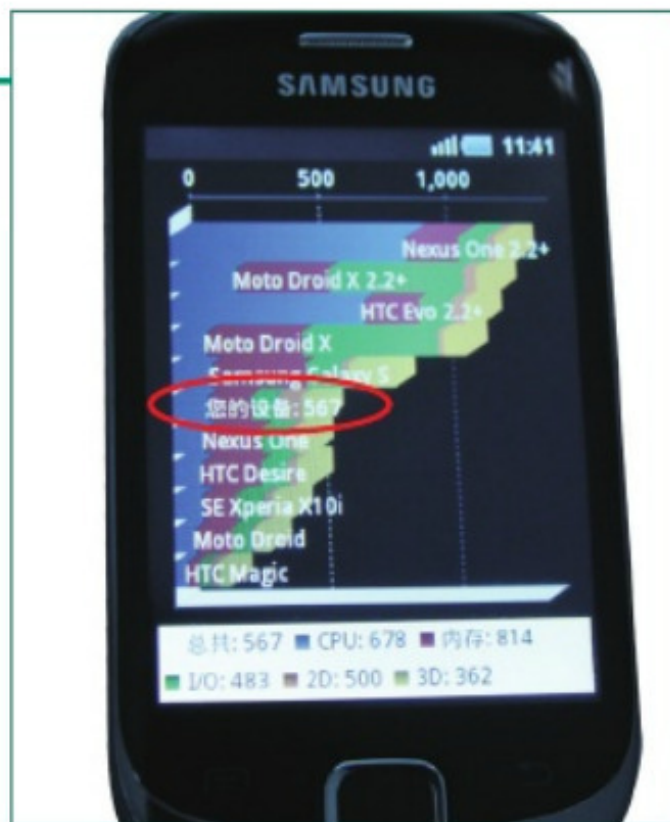 SAMSUNG
11:41
0 500 1,000
Nexus One 2.2+
Moto Droid X 2.2+
HTC Evo 2.2+
Moto Droid X
Samsung Galaxy S
您的设备: 567
Nexus One
HTC Desire
SE Xperia X10i
Moto Droid
HTC Magic
总共: 567 CPU: 678 内存: 814
I/O: 483 2D: 500 3D: 362